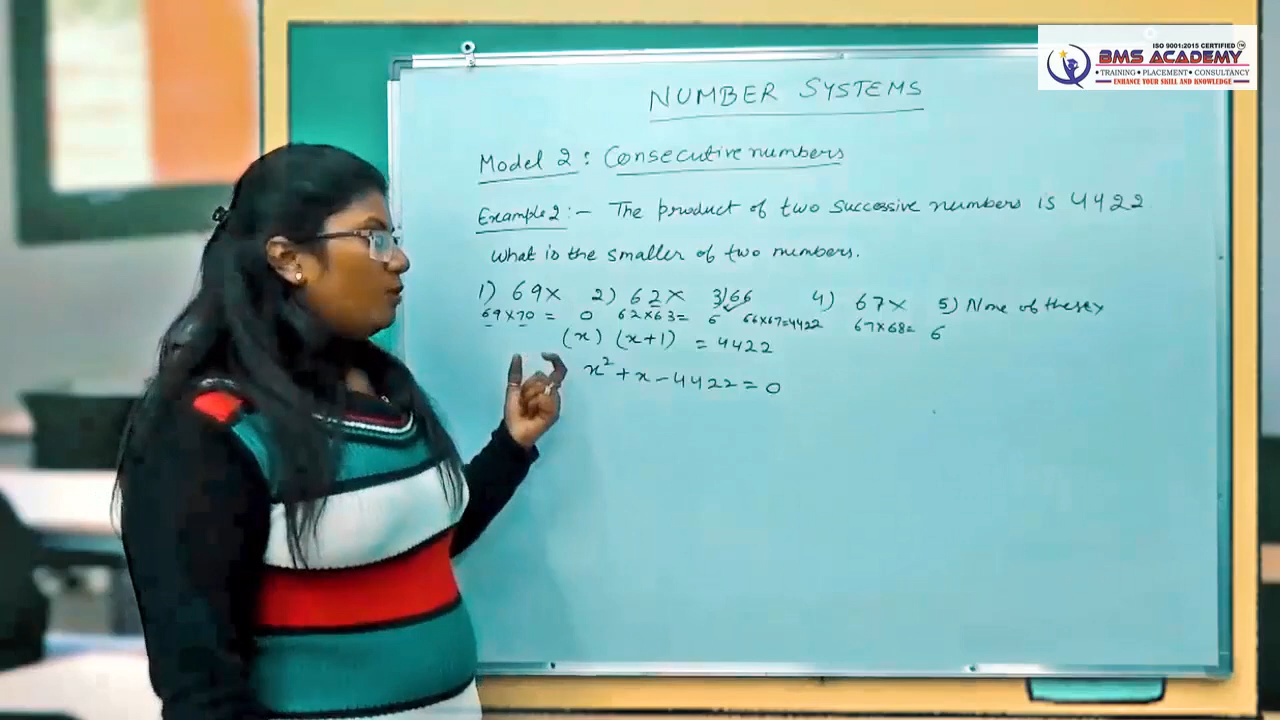 ISO 9001:2015 CERTIFIED
BMS ACADEMY
• TRAINING • PLACEMENT • CONSULTANCY
ENHANCE YOUR SKILL AND KNOWLEDGE
NUMBER SYSTEMS
Model 2 : Consecutive numbers
Example 2 :- The product of two successive numbers is 4422
What is the smaller of two numbers.
1) 69 x 2) 62 x 3) 66 4) 67 x 5) None of these x
69 x 70 = 0 62 x 63 = 6 66 x 67 = 4422 67 x 68 = 6
(x) (x+1) = 4422
x² + x - 4422 = 0